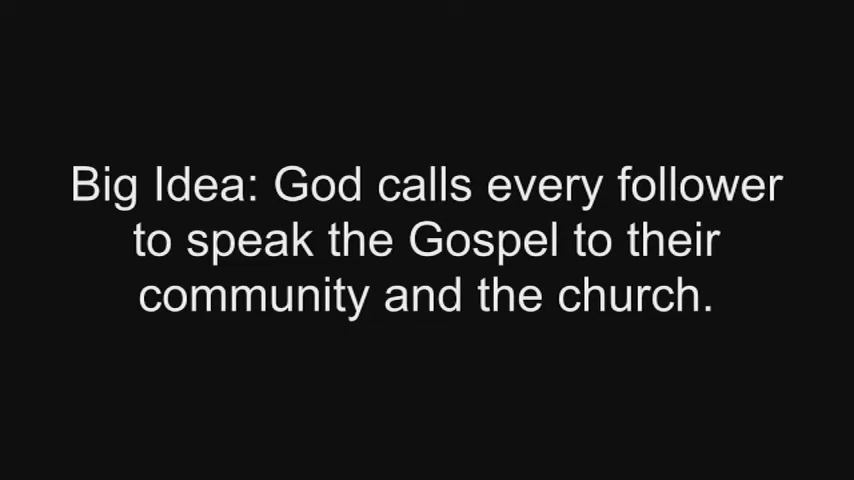 Big Idea: God calls every follower
to speak the Gospel to their
community and the church.